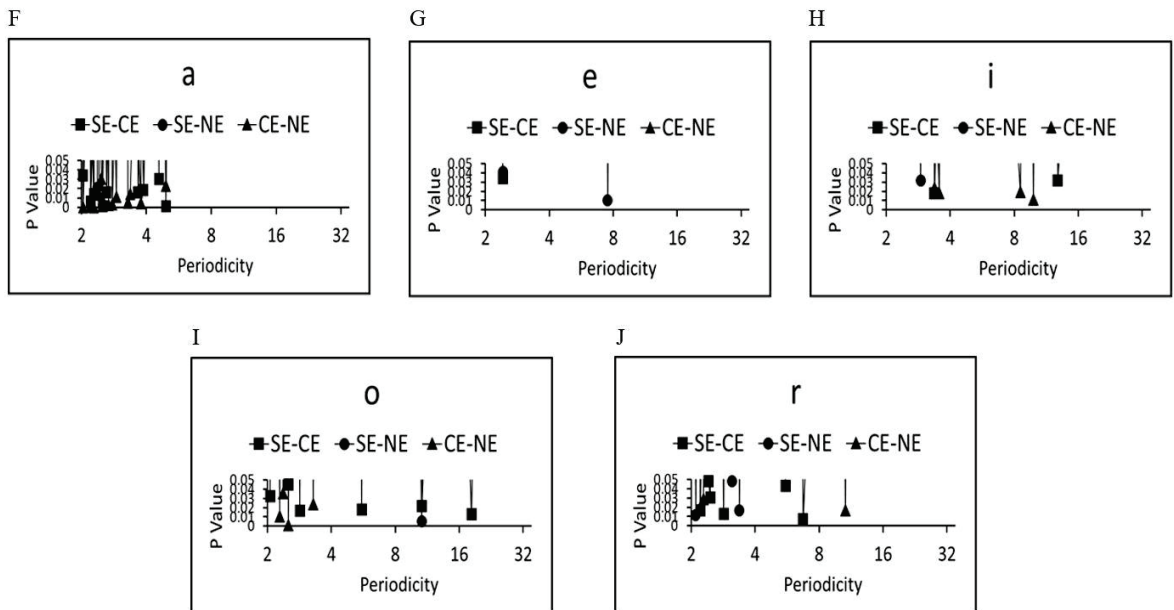 F
a
SE-CE SE-NE CE-NE
P Value
0.05
0.04
0.03
0.02
0.01
0
2 4 8 16 32
Periodicity
G
e
SE-CE SE-NE CE-NE
P Value
0.05
0.04
0.03
0.02
0.01
0
2 4 8 16 32
Periodicity
H
i
SE-CE SE-NE CE-NE
P Value
0.05
0.04
0.03
0.02
0.01
0
2 4 8 16 32
Periodicity
I
o
SE-CE SE-NE CE-NE
P Value
0.05
0.04
0.03
0.02
0.01
0
2 4 8 16 32
Periodicity
J
r
SE-CE SE-NE CE-NE
P Value
0.05
0.04
0.03
0.02
0.01
0
2 4 8 16 32
Periodicity